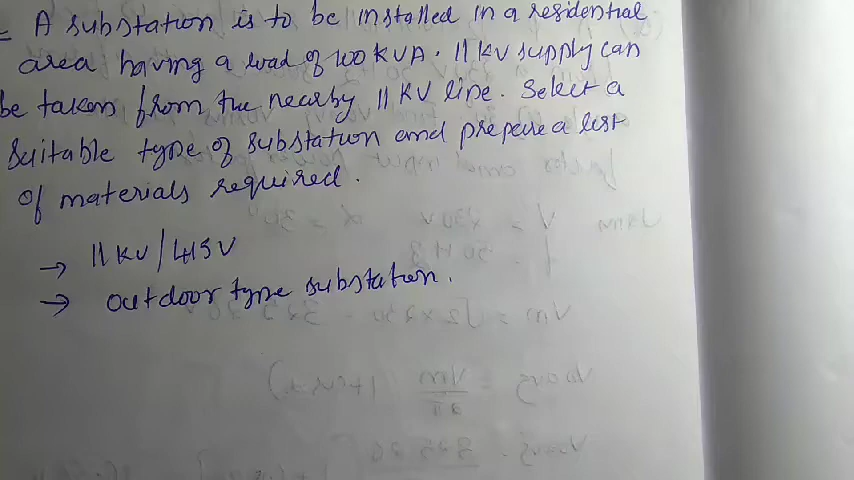 = A substation is to be installed in a residential
area having a load of 100 KVA. 11 KV supply can
be taken from the nearby 11 KV line. Select a
suitable type of substation and prepare a list
of materials required.
→ 11 KV/415V
→ outdoor type substation.